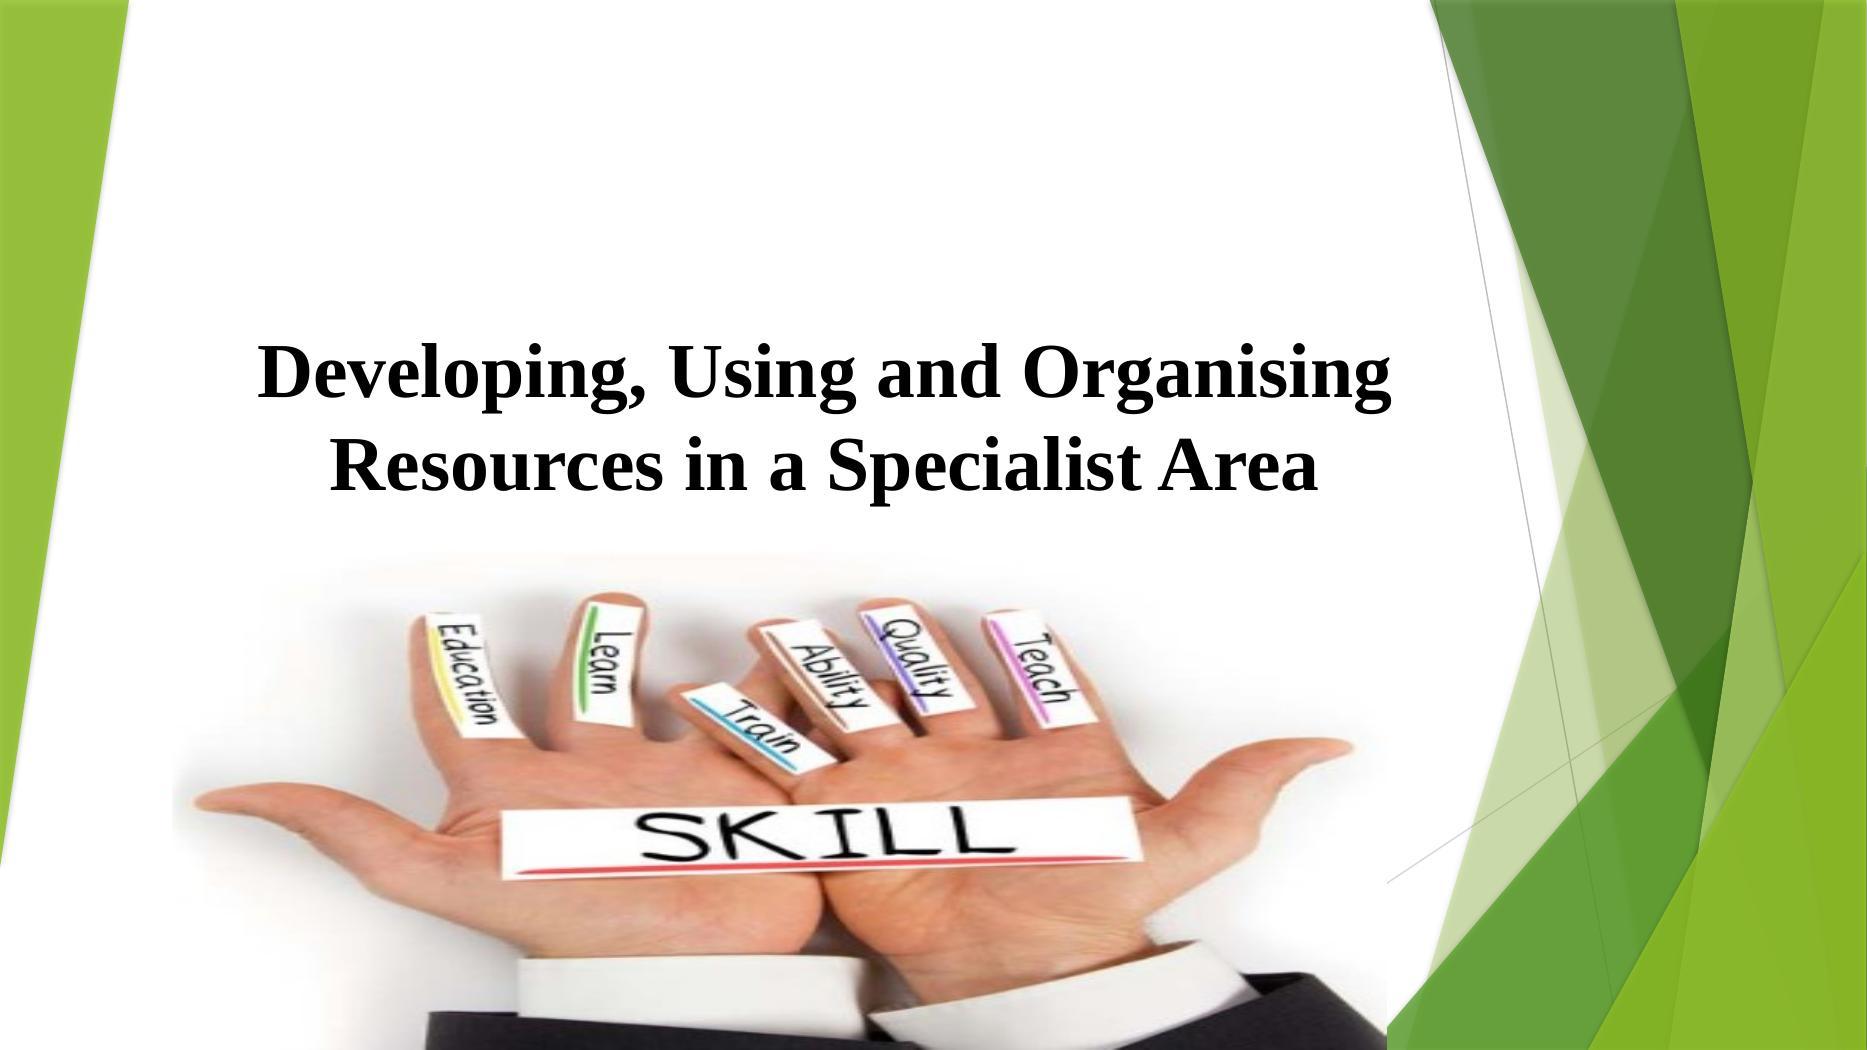 Developing, Using and Organising
Resources in a Specialist Area
Education
Learn
Train
Ability
Quality
Teach
SKILL